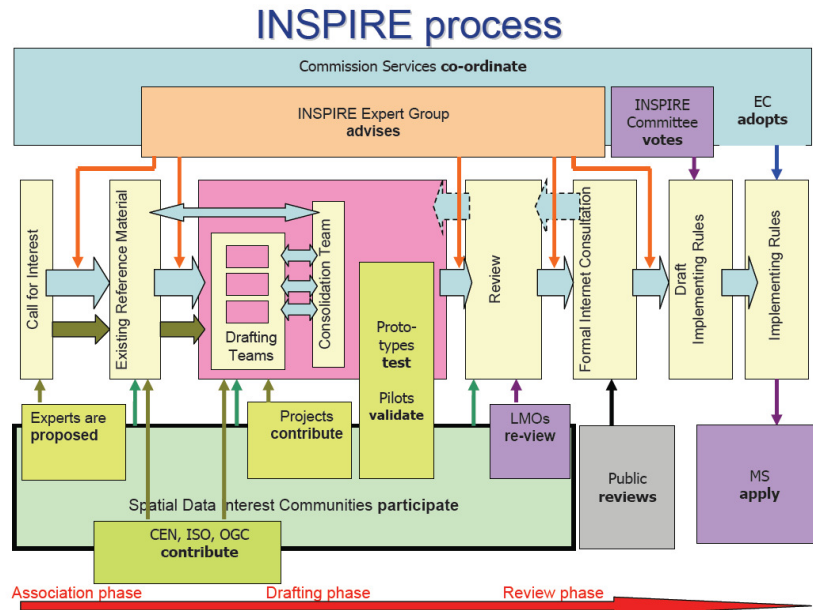 INSPIRE process
Commission Services co-ordinate
INSPIRE Expert Group
advises
INSPIRE
Committee
votes
EC
adopts
Call for Interest
Existing Reference Material
Drafting
Teams
Consolidation Team
Proto-
types
test
Pilots
validate
Review
Formal Internet Consultation
Draft
Implementing Rules
Implementing Rules
Experts are
proposed
Projects
contribute
LMOs
re-view
Public
reviews
MS
apply
Spatial Data Interest Communities participate
CEN, ISO, OGC
contribute
Association phase
Drafting phase
Review phase